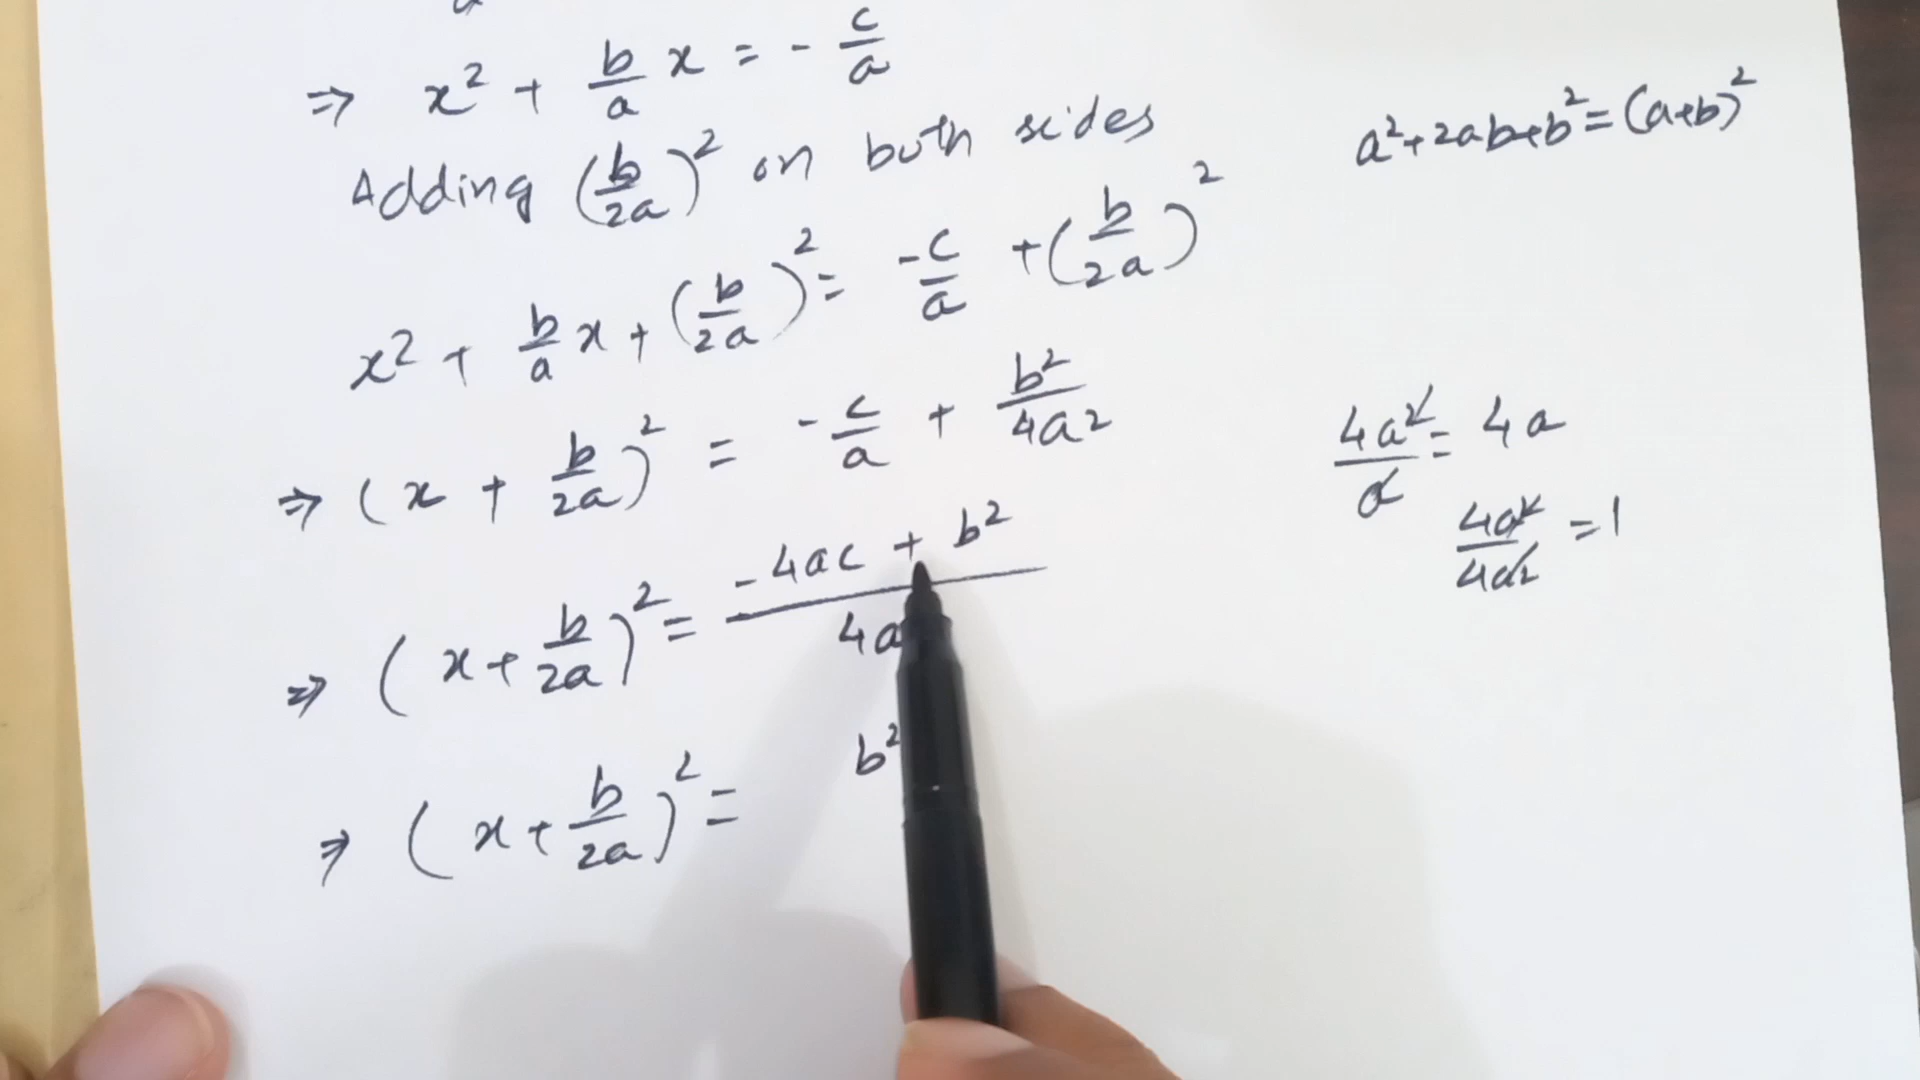 ⇒ x² + b/a x = - c/a
Adding (b/2a)² on both sides
x² + b/a x + (b/2a)² = -c/a + (b/2a)²
⇒ (x + b/2a)² = -c/a + b²/4a2
⇒ (x + b/2a)² = -4ac + b²/4a
⇒ (x + b/2a)² = b²
a² + 2ab + b² = (a+b)²
4a²/a = 4a
4a²/4a2 = 1